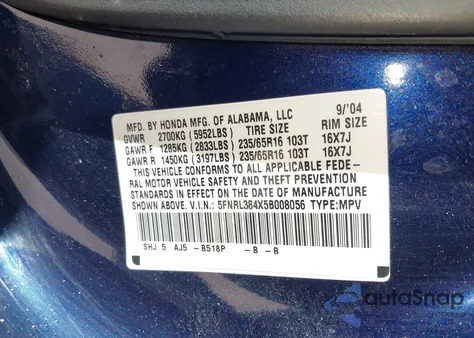 MFD. BY HONDA MFG. OF ALABAMA, LLC 9/'04
GVWR 2700KG (5952LBS) TIRE SIZE RIM SIZE
GAWR F 1285KG (2833LBS) 235/65R16 103T 16X7J
GAWR R 1450KG (3197LBS) 235/65R16 103T 16X7J
THIS VEHICLE CONFORMS TO ALL APPLICABLE FEDE-
RAL MOTOR VEHICLE SAFETY AND THEFT PREVENTION
STANDARDS IN EFFECT ON THE DATE OF MANUFACTURE
SHOWN ABOVE. V.I.N.: 5FNRL384X5B008056 TYPE:MPV
SHJ 5 AJ5 -B518P -B -B
autoSnap